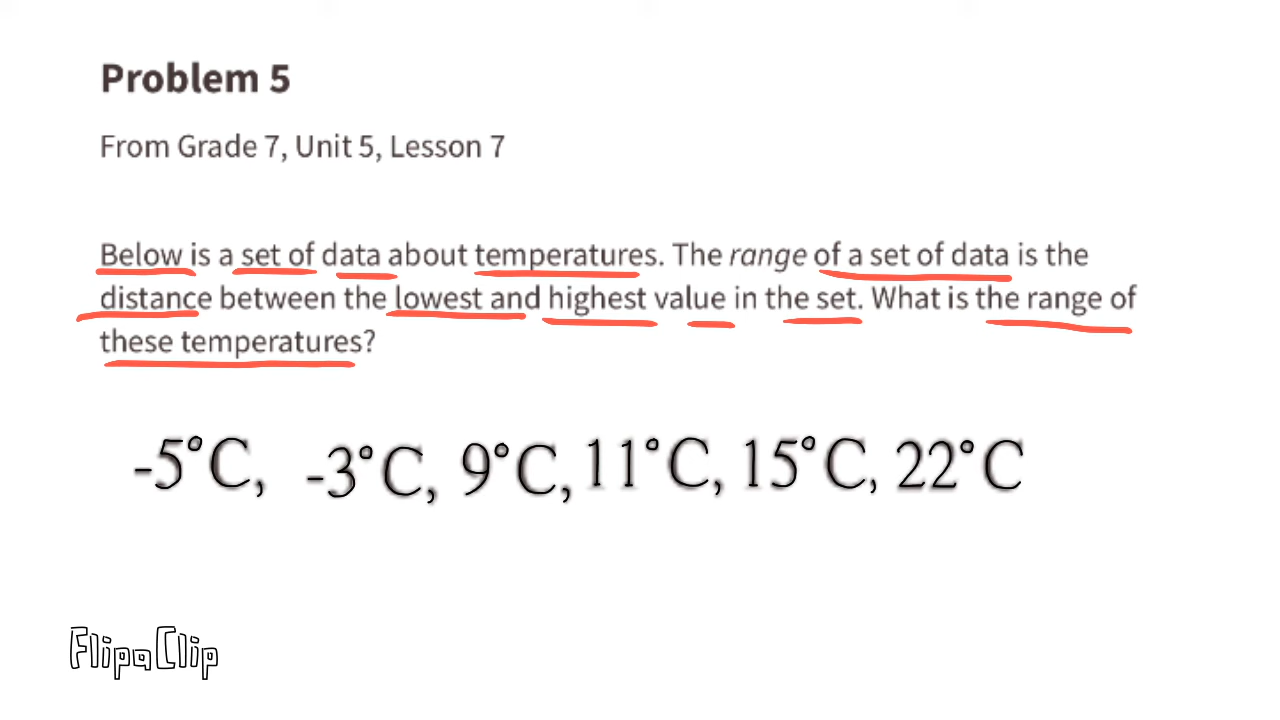 Problem 5
From Grade 7, Unit 5, Lesson 7
Below is a set of data about temperatures. The range of a set of data is the
distance between the lowest and highest value in the set. What is the range of
these temperatures?
-5°C, -3°C, 9°C, 11°C, 15°C, 22°C
FlipaClip